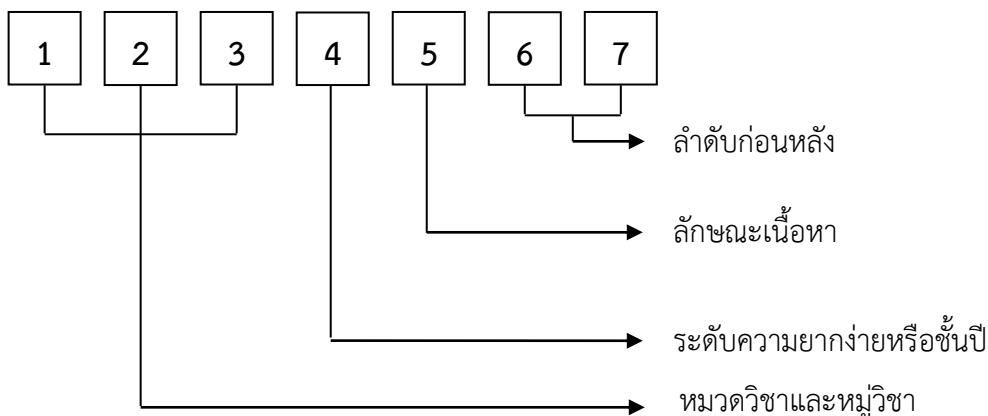 1 2 3 4 5 6 7
ลำดับก่อนหลัง
ลักษณะเนื้อหา
ระดับความยากง่ายหรือชั้นปี
หมวดวิชาและหมู่วิชา